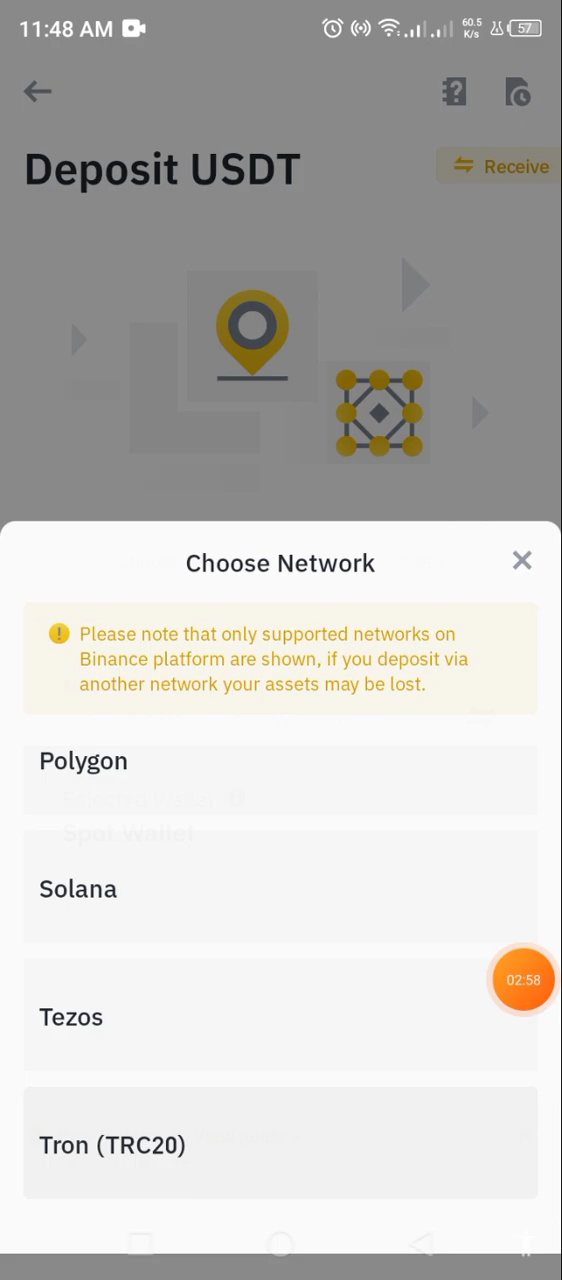 11:48 AM
60.5
K/s
57
Deposit USDT
Receive
Choose Network
Please note that only supported networks on
Binance platform are shown, if you deposit via
another network your assets may be lost.
Polygon
Spot Wallet
Solana
02:58
Tezos
Tron (TRC20)